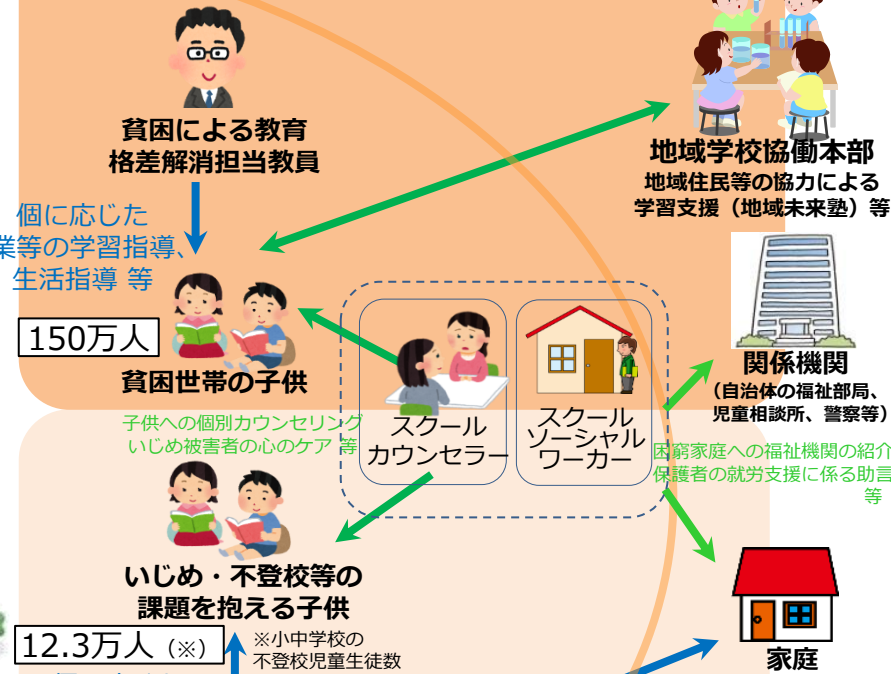 貧困による教育
格差解消担当教員
地域学校協働本部
地域住民等の協力による
学習支援（地域未来塾）等
個に応じた
業等の学習指導、
生活指導 等
150万人
貧困世帯の子供
関係機関
（自治体の福祉部局、
児童相談所、警察等）
子供への個別カウンセリング
いじめ被害者の心のケア 等
スクール
カウンセラー
スクール
ソーシャル
ワーカー
困窮家庭への福祉機関の紹介
保護者の就労支援に係る助言
等
いじめ・不登校等の
課題を抱える子供
12.3万人（※）
※小中学校の
不登校児童生徒数
家庭